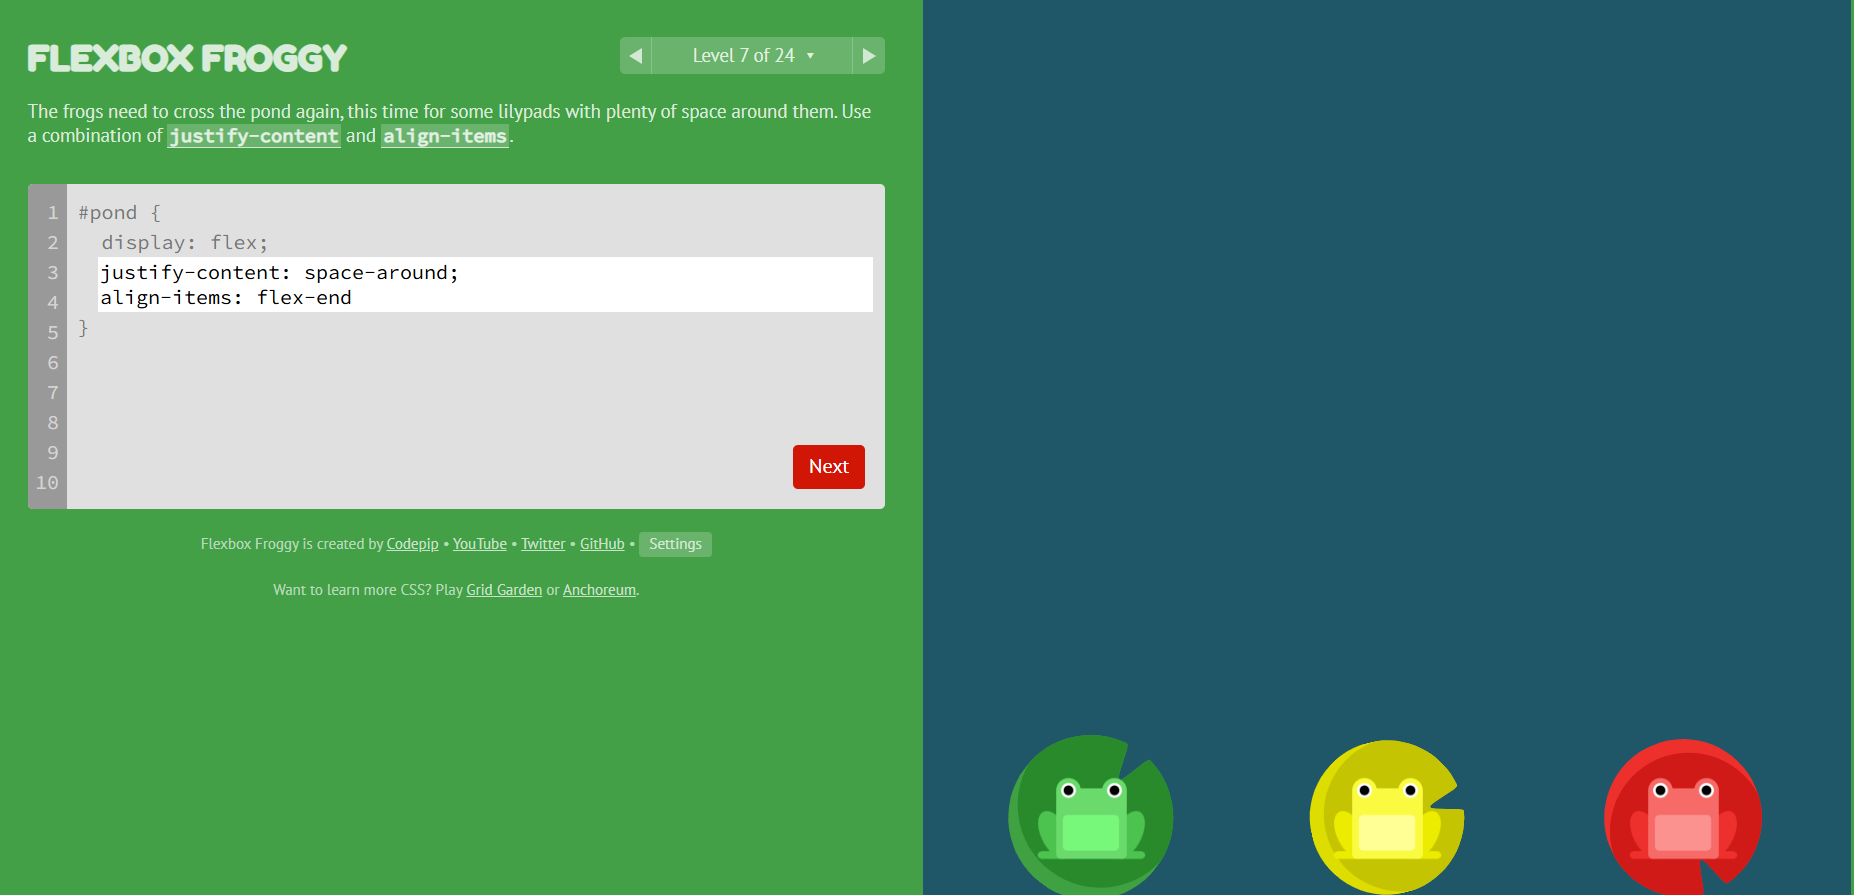 FLEXBOX FROGGY
◀ Level 7 of 24 ▾ ▶
The frogs need to cross the pond again, this time for some lilypads with plenty of space around them. Use
a combination of justify-content and align-items.
1 #pond {
2   display: flex;
3 justify-content: space-around;
4 align-items: flex-end
5 }
6
7
8
9
10
Next
Flexbox Froggy is created by Codepip • YouTube • Twitter • GitHub • Settings
Want to learn more CSS? Play Grid Garden or Anchoreum.